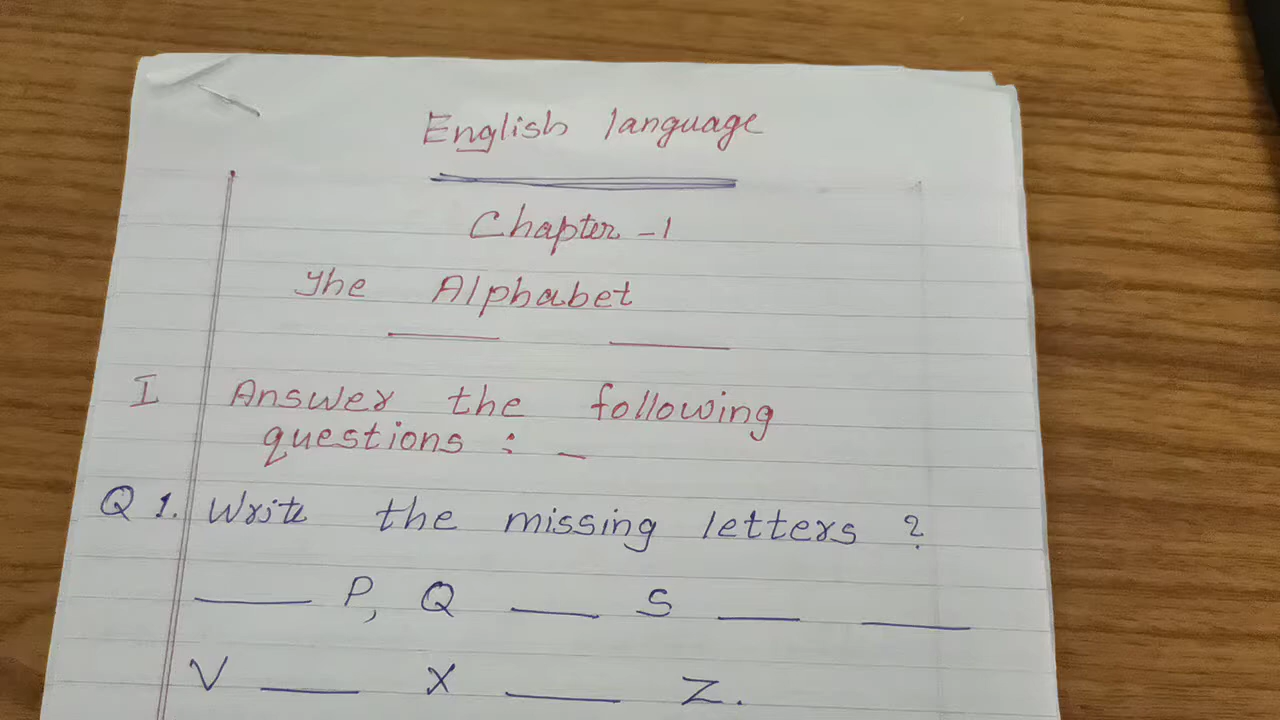 English language
Chapter -1
The Alphabet
I Answer the following
questions : _
Q 1. Write the missing letters ?
____ P, Q ____ S ____ ____
V ____ X ____ Z.